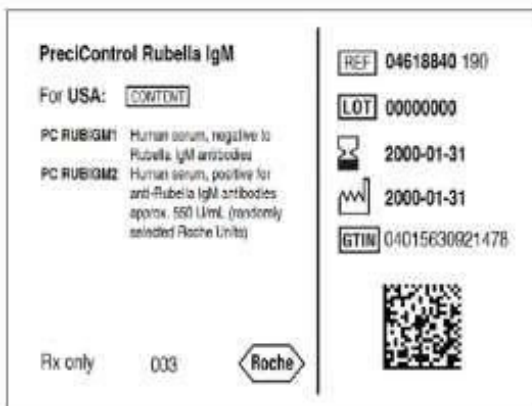 PreciControl Rubella IgM
For USA: CONTENT
PC RUBIGM1 Human serum, negative to
Rubella IgM antibodies
PC RUBIGM2 Human serum, positive for
anti-Rubella IgM antibodies
approx. 550 U/mL (randomly
selected Roche Units)
Rx only 003 Roche
REF 04618840 190
LOT 00000000
2000-01-31
2000-01-31
GTIN 04015630921478